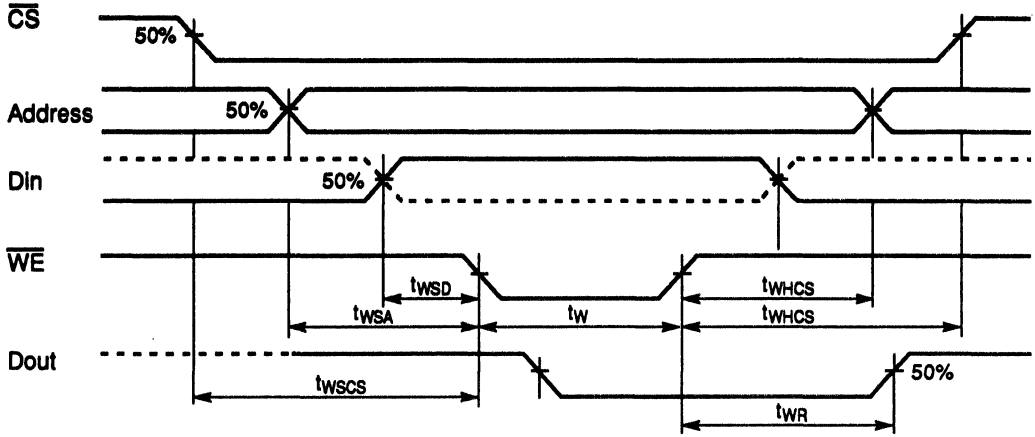 CS
50%
Address
50%
Din
50%
WE
tWSD
tWHCS
tWSA
tW
tWHCS
Dout
50%
tWSCS
tWR